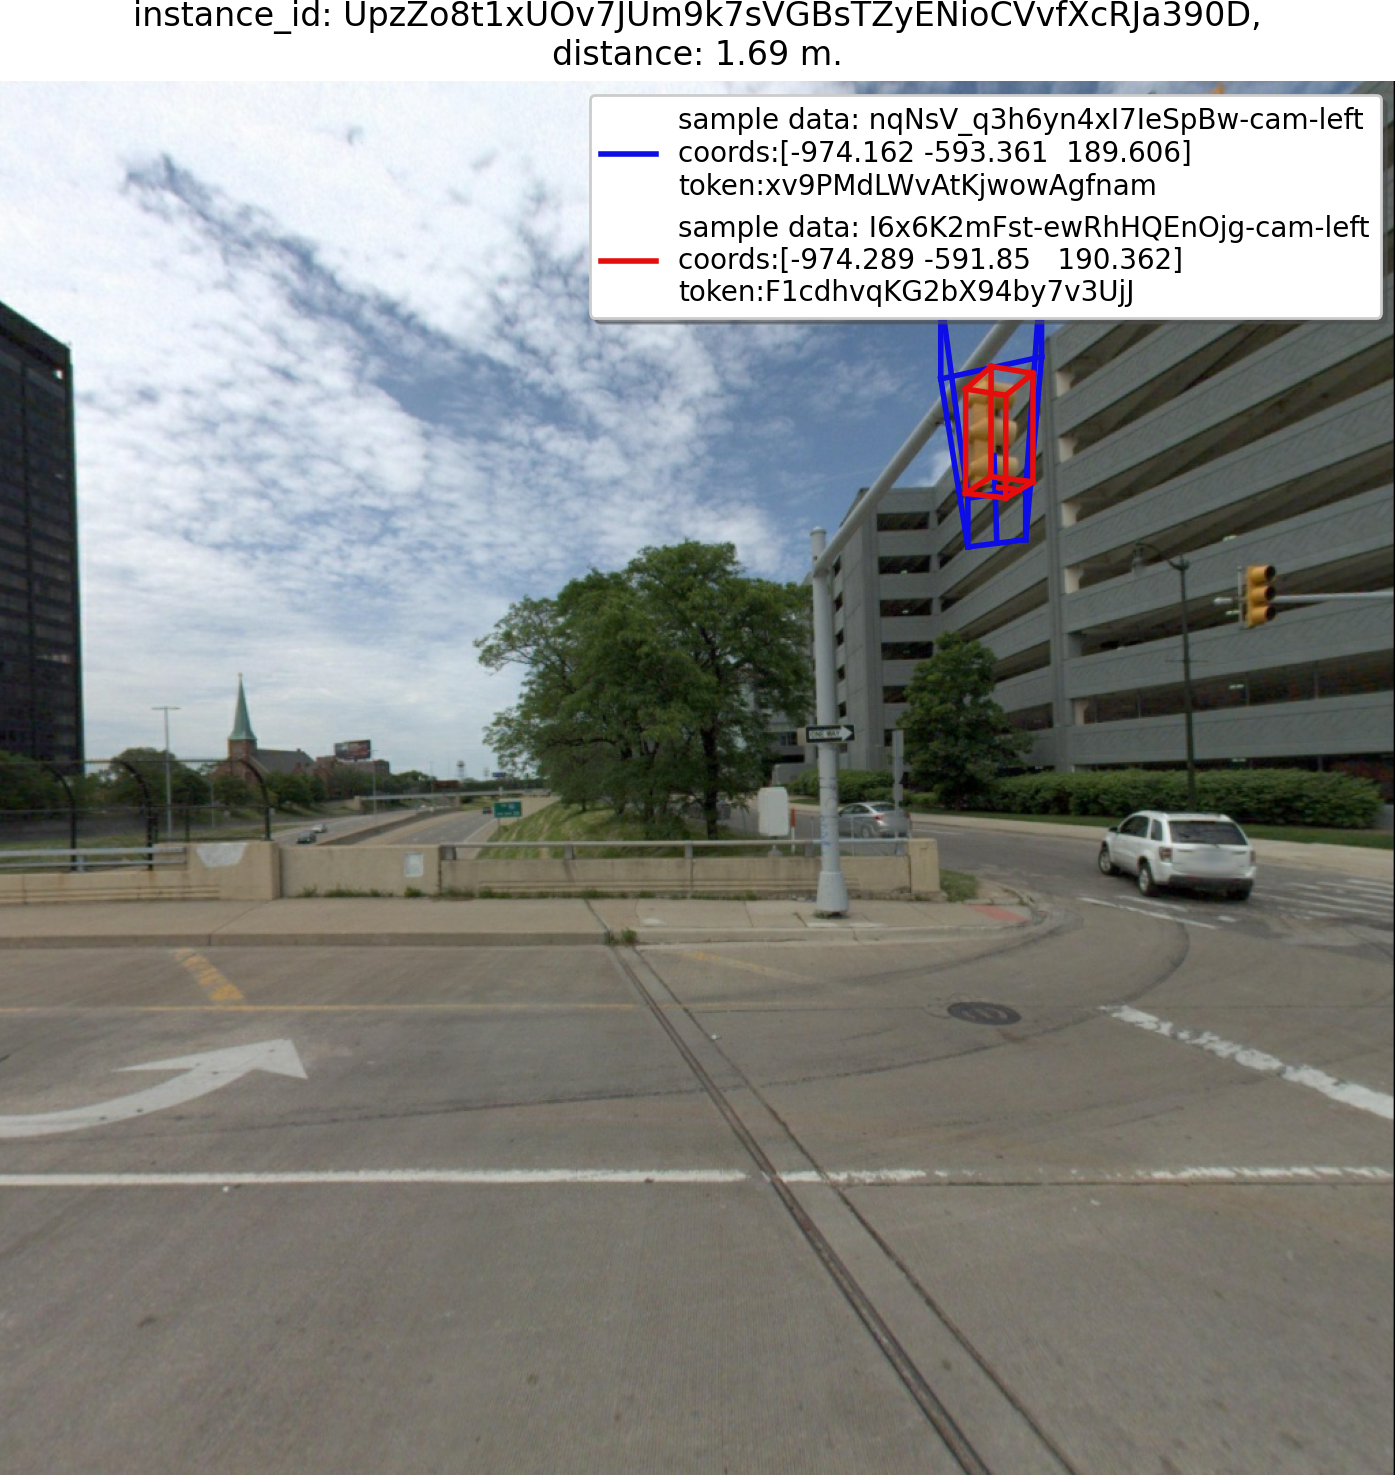 instance_id: UpzZo8t1xUOv7JUm9k7sVGBsTZyENioCVvfXcRJa390D,
distance: 1.69 m.
sample data: nqNsV_q3h6yn4xI7IeSpBw-cam-left
coords:[-974.162 -593.361  189.606]
token:xv9PMdLWvAtKjwowAgfnam
sample data: I6x6K2mFst-ewRhHQEnOjg-cam-left
coords:[-974.289 -591.85   190.362]
token:F1cdhvqKG2bX94by7v3UjJ
ONE WAY